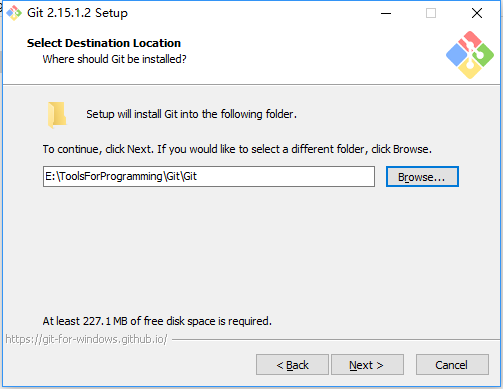 Git 2.15.1.2 Setup
Select Destination Location
Where should Git be installed?
Setup will install Git into the following folder.
To continue, click Next. If you would like to select a different folder, click Browse.
E:\ToolsForProgramming\Git\Git
Browse...
At least 227.1 MB of free disk space is required.
https://git-for-windows.github.io/
< Back
Next >
Cancel